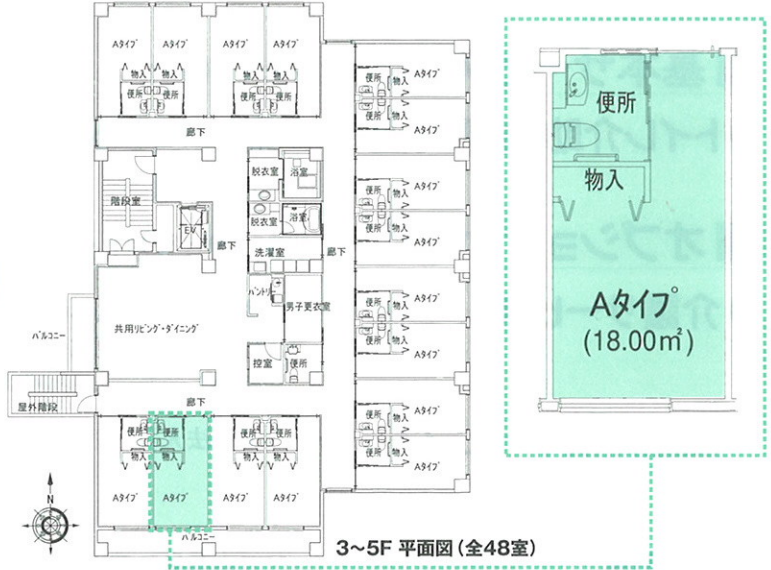 Aタイプ Aタイプ Aタイプ Aタイプ
物入 物入 物入 物入
便所 便所 便所 便所
廊下
便所 物入 Aタイプ
便所 物入 Aタイプ
便所 物入 Aタイプ
便所 物入 Aタイプ
便所 物入 Aタイプ
便所 物入 Aタイプ
便所 物入 Aタイプ
便所 物入 Aタイプ
階段室
EV
廊下
脱衣室 浴室
脱衣室 浴室
洗濯室
廊下
パントリー
男子更衣室
共用リビング・ダイニング
控室 便所
バルコニー
屋外階段
廊下
便所 便所 便所 便所
物入 物入 物入 物入
Aタイプ Aタイプ Aタイプ Aタイプ
バルコニー
N
3~5F 平面図(全48室)
便所
物入
Aタイプ
(18.00㎡)